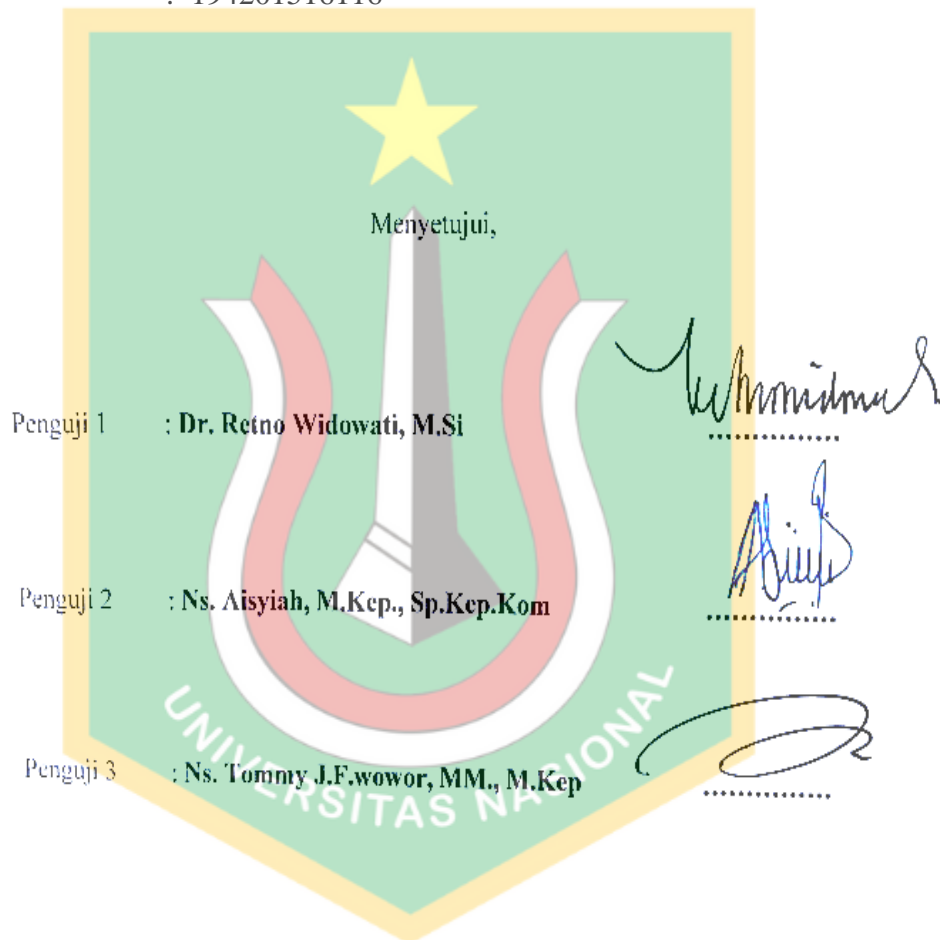 : 194201516116
Menyetujui,
Penguji 1 : Dr. Retno Widowati, M.Si
Penguji 2 : Ns. Aisyiah, M.Kep., Sp.Kep.Kom
Penguji 3 : Ns. Tommy J.F.wowor, MM., M.Kep
UNIVERSITAS NASIONAL